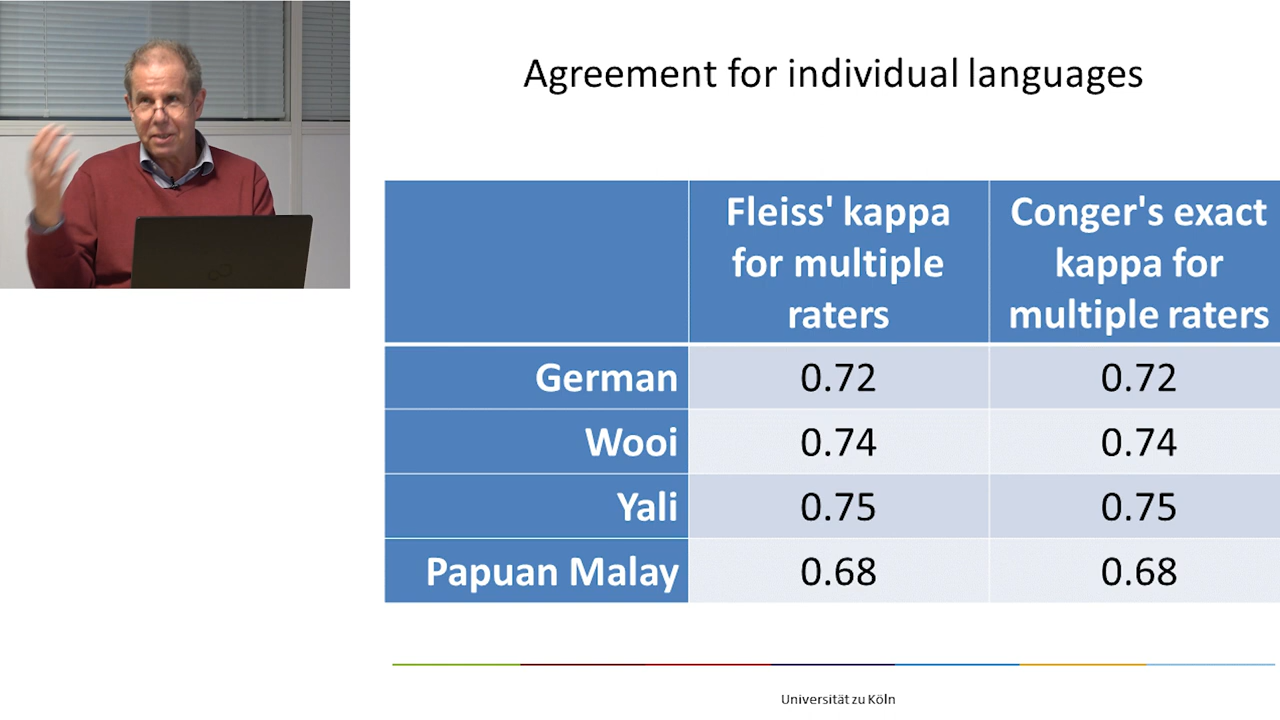 Agreement for individual languages
Fleiss' kappa
for multiple
raters
Conger's exact
kappa for
multiple raters
German 0.72 0.72
Wooi 0.74 0.74
Yali 0.75 0.75
Papuan Malay 0.68 0.68
Universität zu Köln